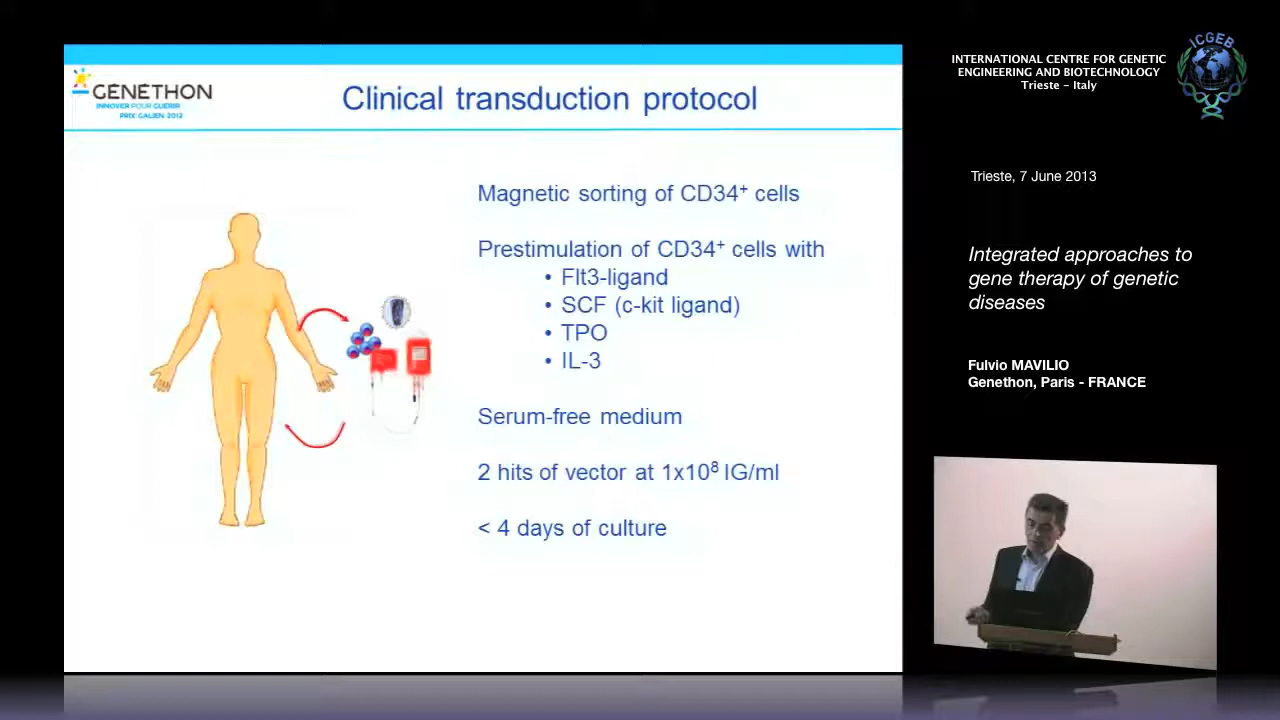 GENETHON
INNOVER POUR GUÉRIR
PRIX GALIEN 2012
Clinical transduction protocol
Magnetic sorting of CD34⁺ cells
Prestimulation of CD34⁺ cells with
• Flt3-ligand
• SCF (c-kit ligand)
• TPO
• IL-3
Serum-free medium
2 hits of vector at 1x10⁸ IG/ml
< 4 days of culture
INTERNATIONAL CENTRE FOR GENETIC
ENGINEERING AND BIOTECHNOLOGY
Trieste - Italy
ICGEB
Trieste, 7 June 2013
Integrated approaches to
gene therapy of genetic
diseases
Fulvio MAVILIO
Genethon, Paris - FRANCE